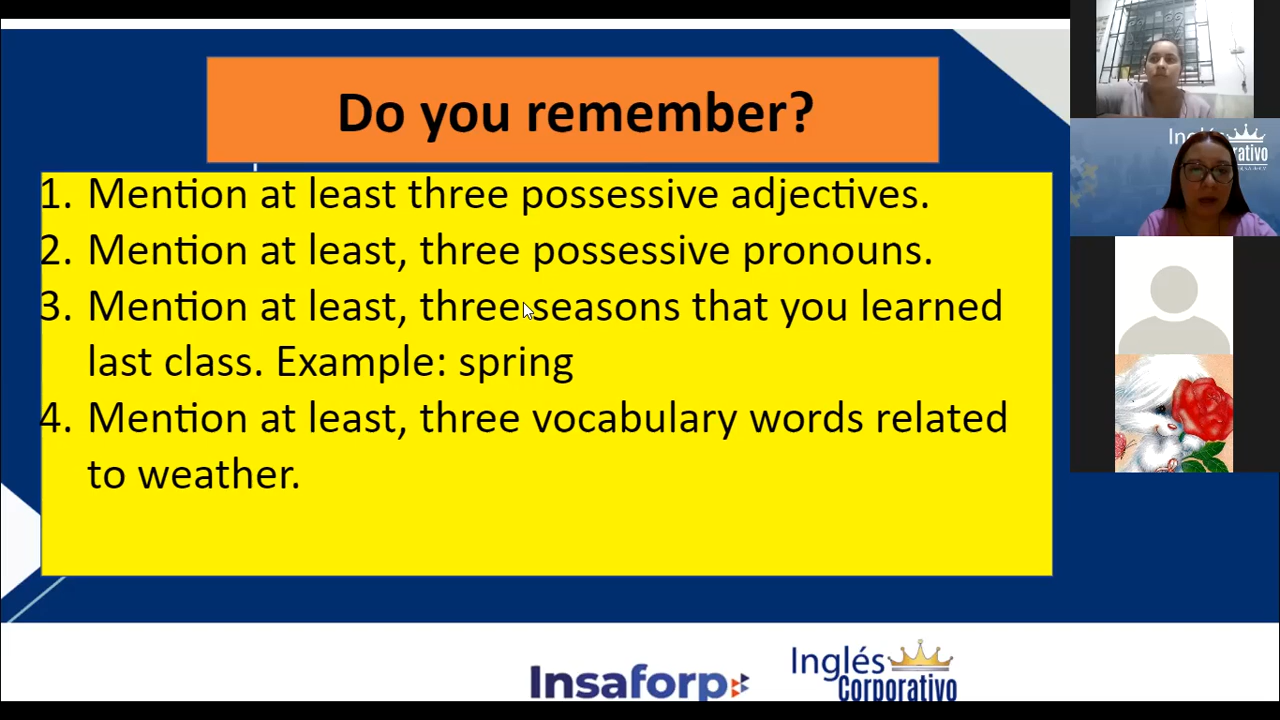 Do you remember?
1. Mention at least three possessive adjectives.
2. Mention at least, three possessive pronouns.
3. Mention at least, three seasons that you learned
last class. Example: spring
4. Mention at least, three vocabulary words related
to weather.
Insaforp
Inglés
Corporativo